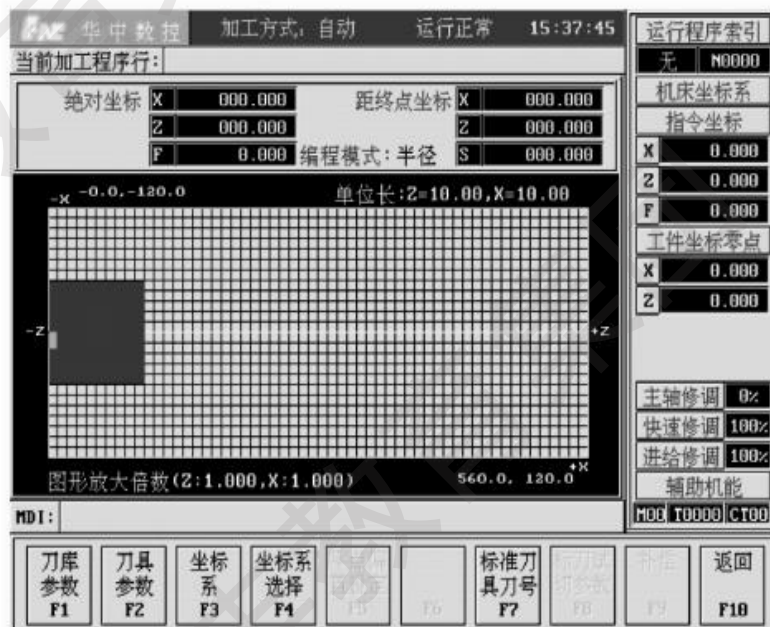 华中数控 加工方式: 自动 运行正常 15:37:45
当前加工程序行:
绝对坐标 X 000.000 距终点坐标 X 000.000
Z 000.000 Z 000.000
F 0.000 编程模式:半径 S 000.000
-X -0.0,-120.0 单位长:Z=10.00,X=10.00
-Z +Z
+X
图形放大倍数(Z:1.000,X:1.000) 560.0, 120.0
MDI:
运行程序索引
无 N0000
机床坐标系
指令坐标
X 0.000
Z 0.000
F 0.000
工件坐标零点
X 0.000
Z 0.000
主轴修调 0%
快速修调 100%
进给修调 100%
辅助机能
M00 T0000 CT00
刀库参数 F1
刀具参数 F2
坐标系 F3
坐标系选择 F4
F5
F6
标准刀具刀号 F7
F8
F9
返回 F10